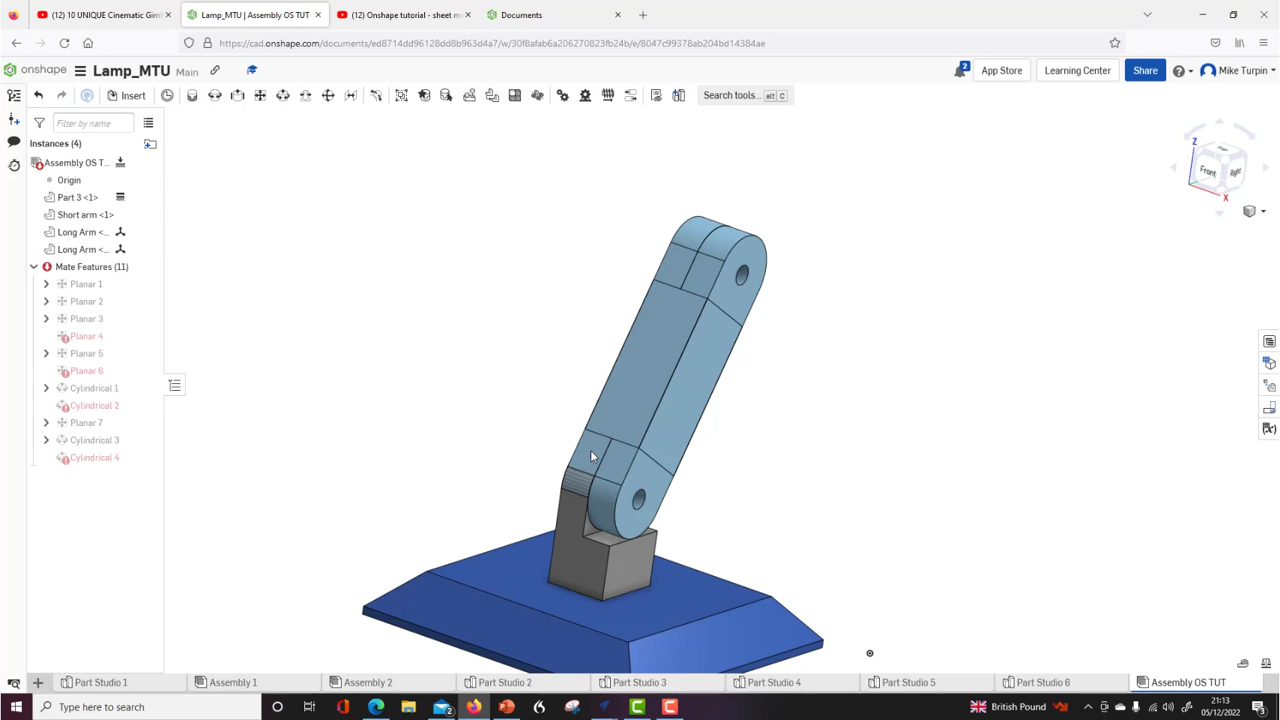 (12) 10 UNIQUE Cinematic Giml
Lamp_MTU | Assembly OS TUT
(12) Onshape tutorial - sheet m
Documents
https://cad.onshape.com/documents/ed8714dd96128dd8b963d4a7/w/30f8afab6a206270823fb24b/e/8047c99378ab204bd14384ae
onshape
Lamp_MTU
Main
2
App Store
Learning Center
Share
Mike Turpin
Insert
Search tools...
alt C
Filter by name
Instances (4)
Assembly OS T...
Origin
Part 3 <1>
Short arm <1>
Long Arm <...
Long Arm <...
Mate Features (11)
Planar 1
Planar 2
Planar 3
Planar 4
Planar 5
Planar 6
Cylindrical 1
Cylindrical 2
Planar 7
Cylindrical 3
Cylindrical 4
Z
Front
Right
X
Part Studio 1
Assembly 1
Assembly 2
Part Studio 2
Part Studio 3
Part Studio 4
Part Studio 5
Part Studio 6
Assembly OS TUT
Type here to search
2
British Pound
21:13
05/12/2022
3